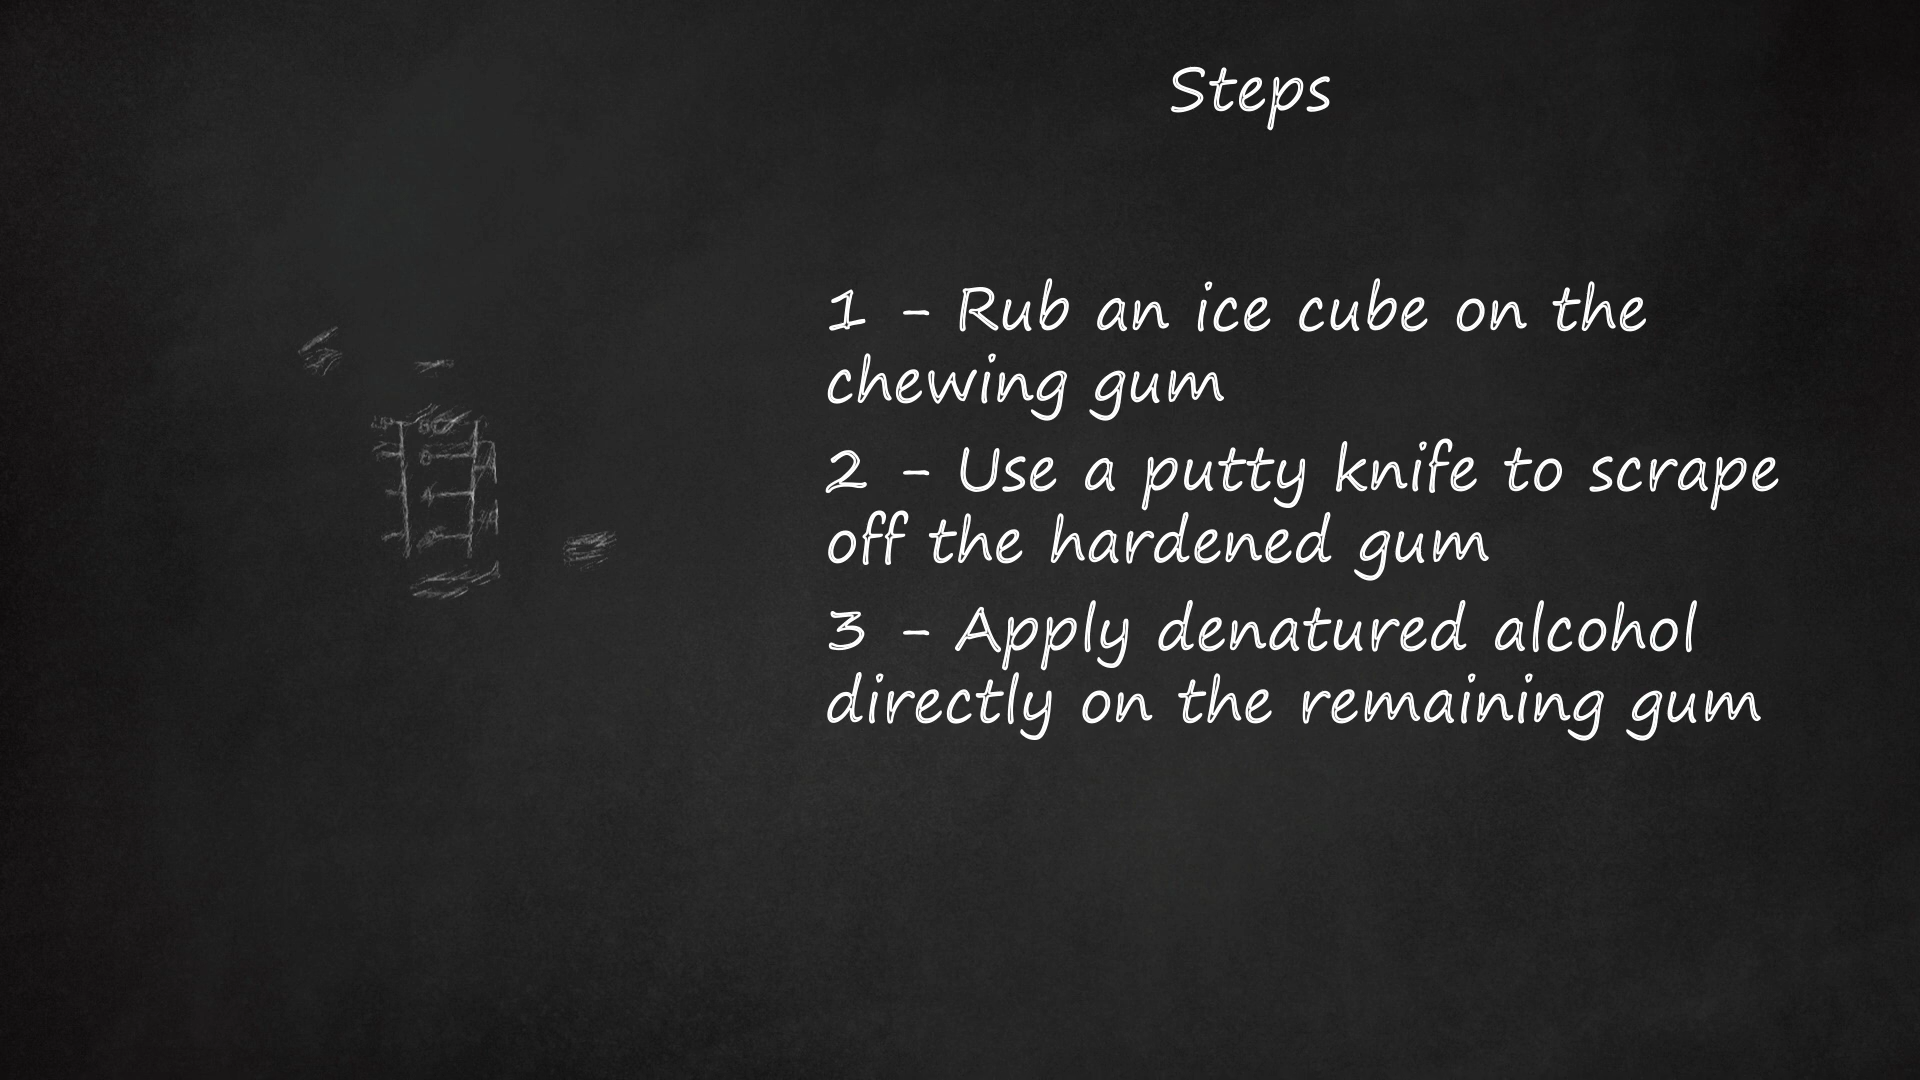 Steps
1 - Rub an ice cube on the
chewing gum
2 - Use a putty knife to scrape
off the hardened gum
3 - Apply denatured alcohol
directly on the remaining gum